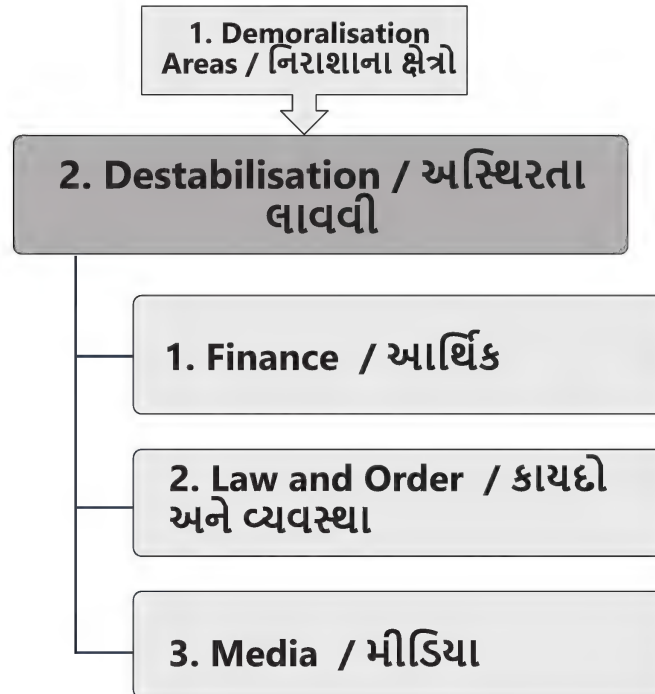 1. Demoralisation
Areas / નિરાશાના ક્ષેત્રો
2. Destabilisation / અસ્થિરતા
લાવવી
1. Finance / આર્થિક
2. Law and Order / કાયદો
અને વ્યવસ્થા
3. Media / મીડિયા